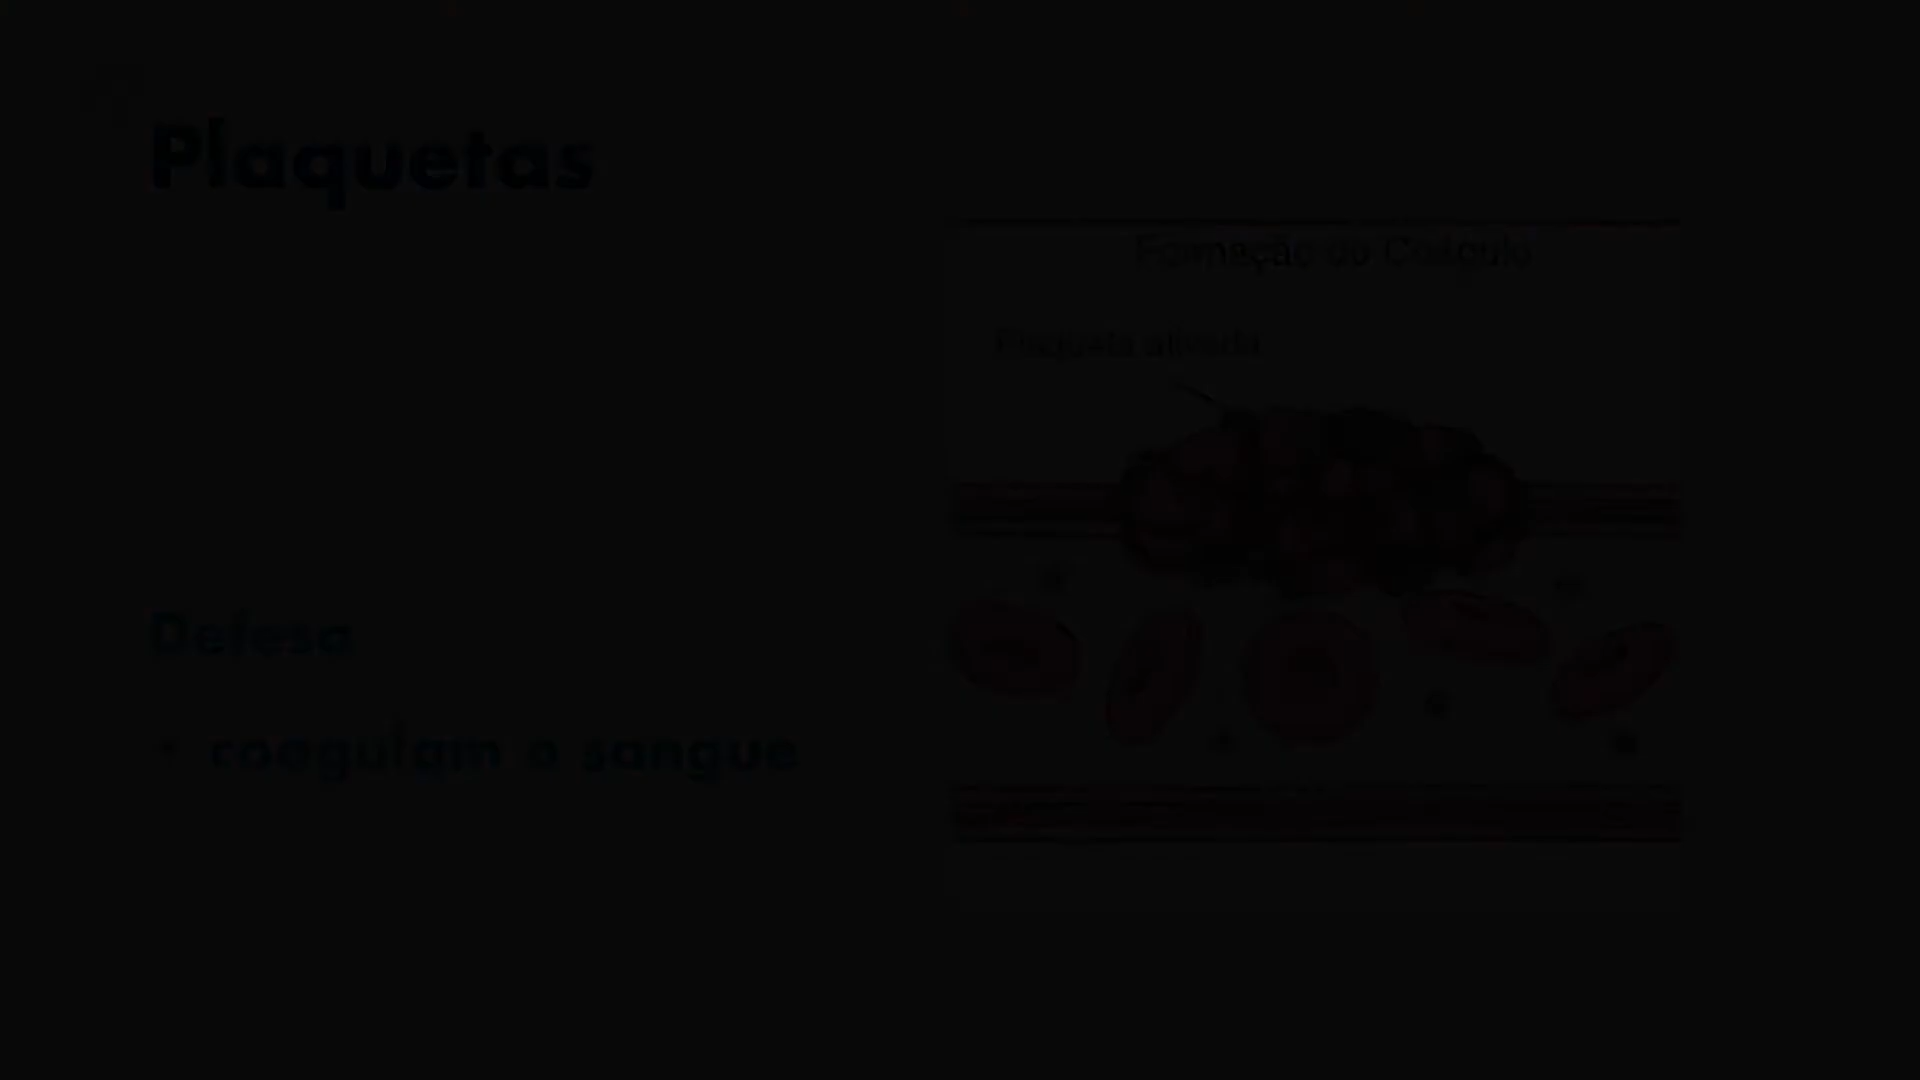 Plaquetas
Formação do Coágulo
Plaqueta ativada
Defesa
• coagulam o sangue